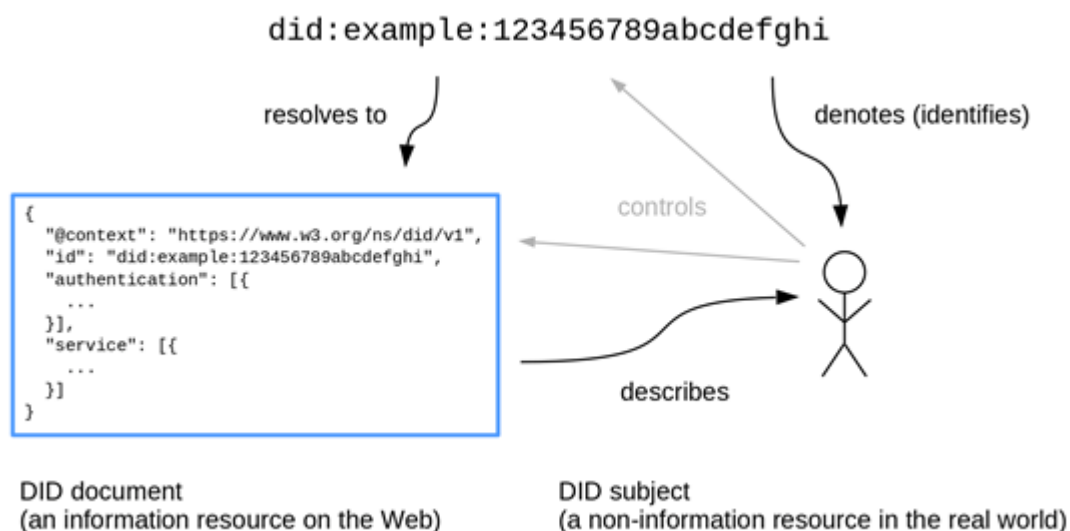 did:example:123456789abcdefghi
resolves to
denotes (identifies)
controls
{
  "@context": "https://www.w3.org/ns/did/v1",
  "id": "did:example:123456789abcdefghi",
  "authentication": [{
    ...
  }],
  "service": [{
    ...
  }]
}
describes
DID document
(an information resource on the Web)
DID subject
(a non-information resource in the real world)